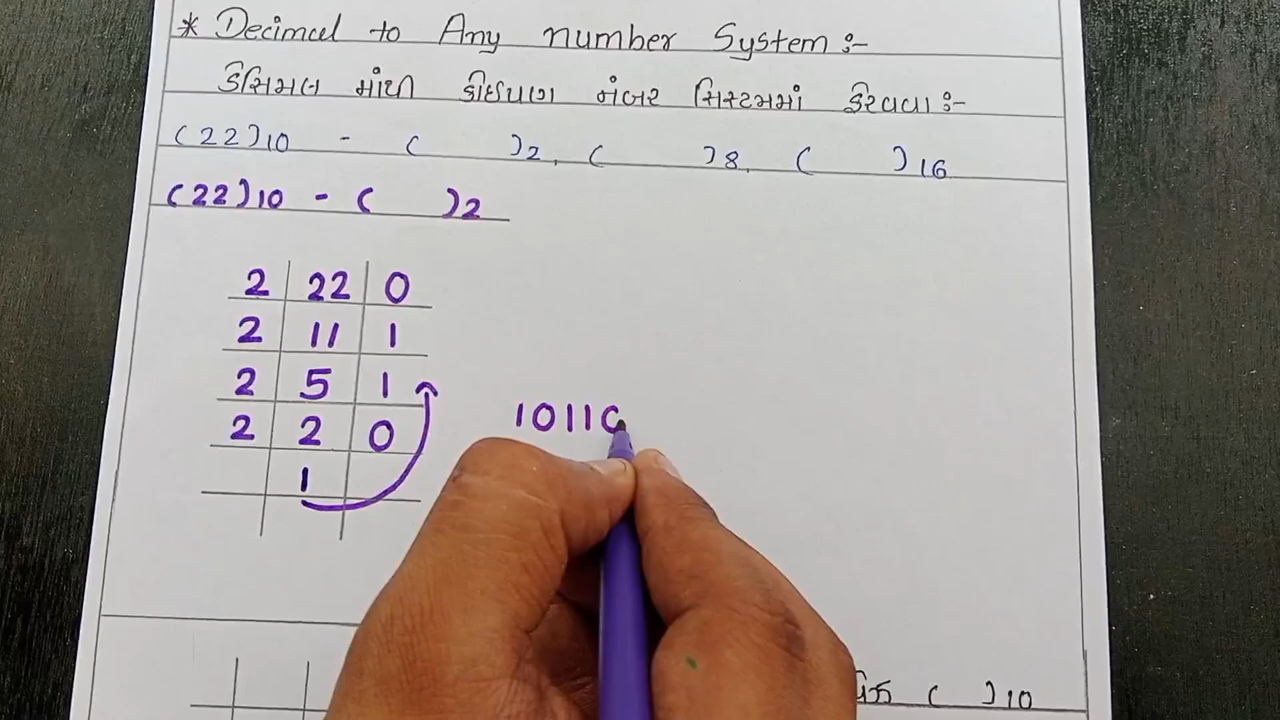 * Decimal to Any number System :-
ડેસિમલ માંથી કોઈપણ નંબર સિસ્ટમમાં ફેરવવા :-
(22)10 - ( )2, ( )8, ( )16
(22)10 - ( )2
2 22 0
2 11 1
2 5 1
2 2 0
1
10110
( )10